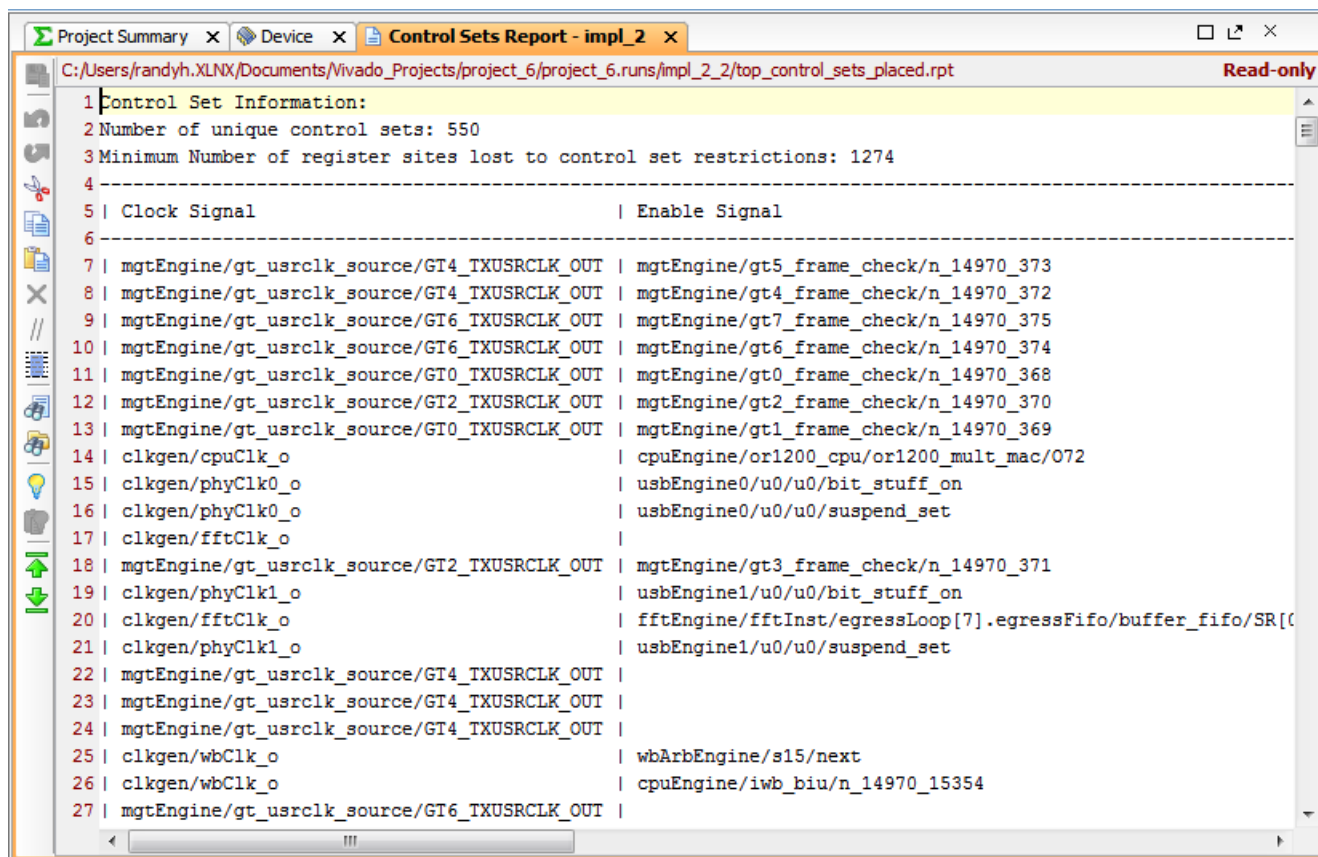 Project Summary Device Control Sets Report - impl_2
C:/Users/randyh.XLNX/Documents/Vivado_Projects/project_6/project_6.runs/impl_2_2/top_control_sets_placed.rpt Read-only
1 Control Set Information:
2 Number of unique control sets: 550
3 Minimum Number of register sites lost to control set restrictions: 1274
4 ------------------------------------------------------------
5 | Clock Signal | Enable Signal
6 ------------------------------------------------------------
7 | mgtEngine/gt_usrclk_source/GT4_TXUSRCLK_OUT | mgtEngine/gt5_frame_check/n_14970_373
8 | mgtEngine/gt_usrclk_source/GT4_TXUSRCLK_OUT | mgtEngine/gt4_frame_check/n_14970_372
9 | mgtEngine/gt_usrclk_source/GT6_TXUSRCLK_OUT | mgtEngine/gt7_frame_check/n_14970_375
10 | mgtEngine/gt_usrclk_source/GT6_TXUSRCLK_OUT | mgtEngine/gt6_frame_check/n_14970_374
11 | mgtEngine/gt_usrclk_source/GT0_TXUSRCLK_OUT | mgtEngine/gt0_frame_check/n_14970_368
12 | mgtEngine/gt_usrclk_source/GT2_TXUSRCLK_OUT | mgtEngine/gt2_frame_check/n_14970_370
13 | mgtEngine/gt_usrclk_source/GT0_TXUSRCLK_OUT | mgtEngine/gt1_frame_check/n_14970_369
14 | clkgen/cpuClk_o | cpuEngine/or1200_cpu/or1200_mult_mac/O72
15 | clkgen/phyClk0_o | usbEngine0/u0/u0/bit_stuff_on
16 | clkgen/phyClk0_o | usbEngine0/u0/u0/suspend_set
17 | clkgen/fftClk_o |
18 | mgtEngine/gt_usrclk_source/GT2_TXUSRCLK_OUT | mgtEngine/gt3_frame_check/n_14970_371
19 | clkgen/phyClk1_o | usbEngine1/u0/u0/bit_stuff_on
20 | clkgen/fftClk_o | fftEngine/fftInst/egressLoop[7].egressFifo/buffer_fifo/SR[0
21 | clkgen/phyClk1_o | usbEngine1/u0/u0/suspend_set
22 | mgtEngine/gt_usrclk_source/GT4_TXUSRCLK_OUT |
23 | mgtEngine/gt_usrclk_source/GT4_TXUSRCLK_OUT |
24 | mgtEngine/gt_usrclk_source/GT4_TXUSRCLK_OUT |
25 | clkgen/wbClk_o | wbArbEngine/s15/next
26 | clkgen/wbClk_o | cpuEngine/iwb_biu/n_14970_15354
27 | mgtEngine/gt_usrclk_source/GT6_TXUSRCLK_OUT |